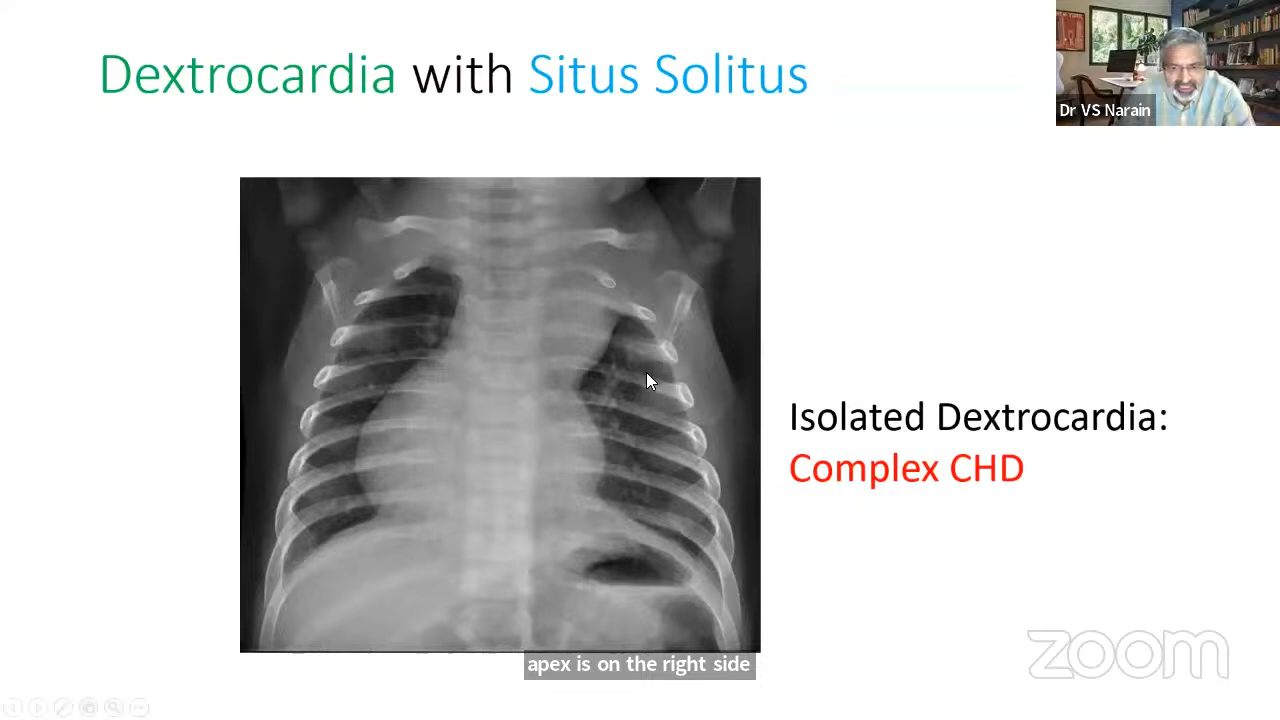 Dextrocardia with Situs Solitus
Dr VS Narain
Isolated Dextrocardia:
Complex CHD
apex is on the right side
zoom